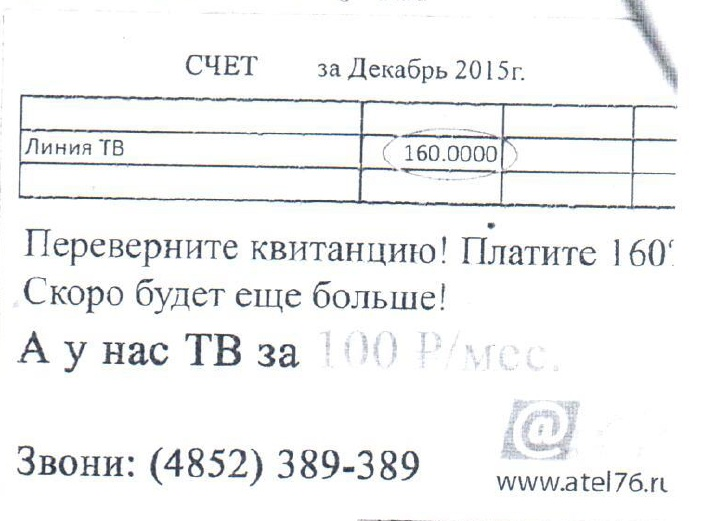 СЧЕТ за Декабрь 2015г.
Линия ТВ 160.0000
Переверните квитанцию! Платите 160?
Скоро будет еще больше!
А у нас ТВ за 100 Р/мес.
@
Звони: (4852) 389-389
www.atel76.ru